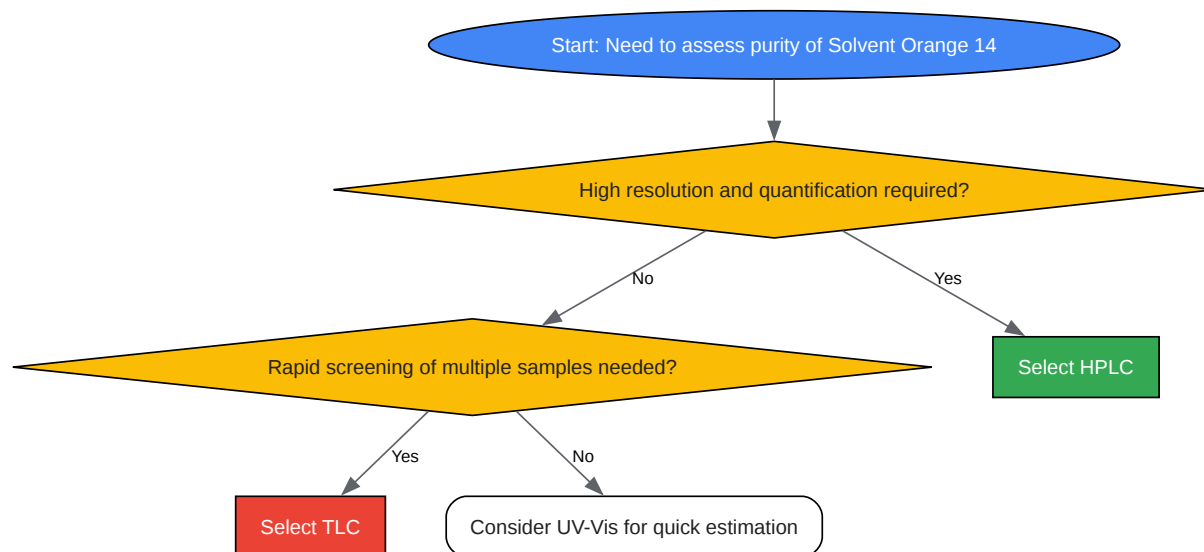 Start: Need to assess purity of Solvent Orange 14
High resolution and quantification required?
No
Yes
Rapid screening of multiple samples needed?
Select HPLC
Yes
No
Select TLC
Consider UV-Vis for quick estimation